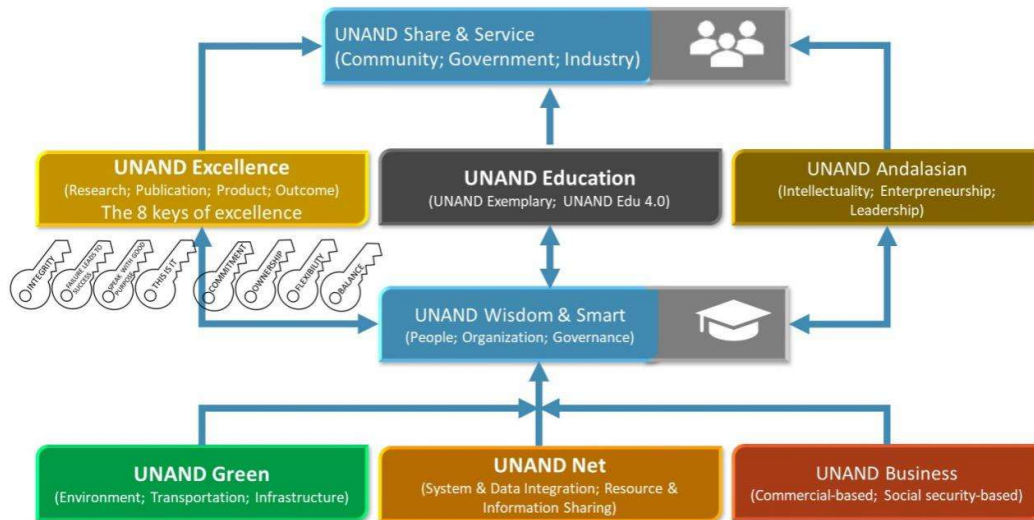 UNAND Share & Service
(Community; Government; Industry)
UNAND Excellence
(Research; Publication; Product; Outcome)
The 8 keys of excellence
UNAND Education
(UNAND Exemplary; UNAND Edu 4.0)
UNAND Andalasian
(Intellectuality; Enterpreneurship;
Leadership)
INTEGRITY
FAILURE LEADS TO
SUCCESS
SPEAK WITH GOOD
PURPOSE
THIS IS IT
COMMITMENT
OWNERSHIP
FLEXIBILITY
BALANCE
UNAND Wisdom & Smart
(People; Organization; Governance)
UNAND Green
(Environment; Transportation; Infrastructure)
UNAND Net
(System & Data Integration; Resource &
Information Sharing)
UNAND Business
(Commercial-based; Social security-based)